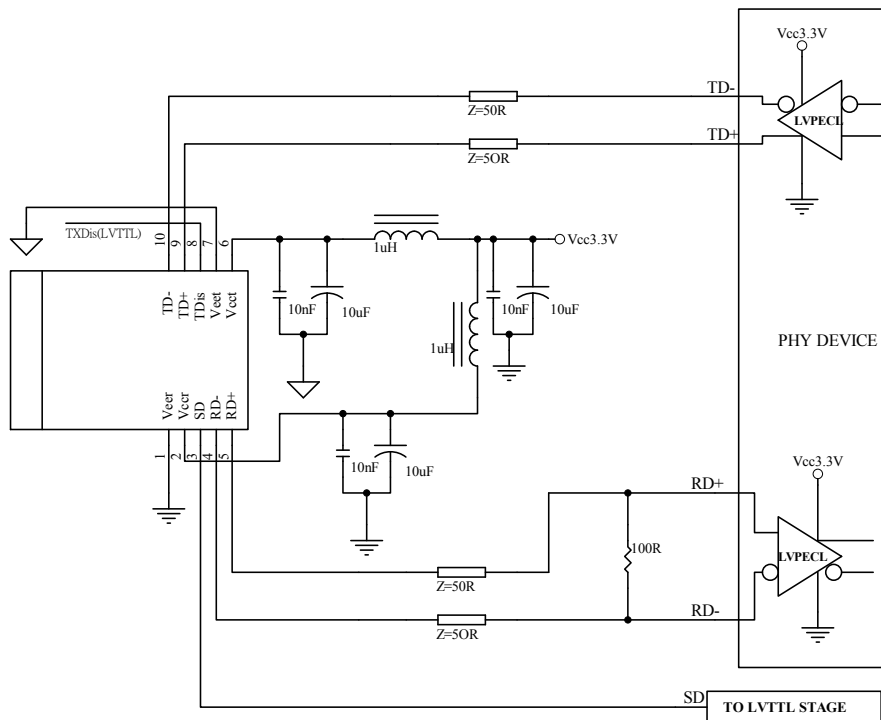 Vcc3.3V
TD-
LVPECL
Z=50R
TD+
Z=5OR
TXDis(LVTTL)
10
9
8
7
6
1uH
Vcc3.3V
TD-
TD+
TDis
Veet
Vcct
10nF
10uF
10nF
10uF
1uH
PHY DEVICE
Veer
Vccr
SD
RD-
RD+
1
2
3
4
5
10nF
10uF
Vcc3.3V
RD+
100R
LVPECL
Z=50R
RD-
Z=5OR
SD
TO LVTTL STAGE